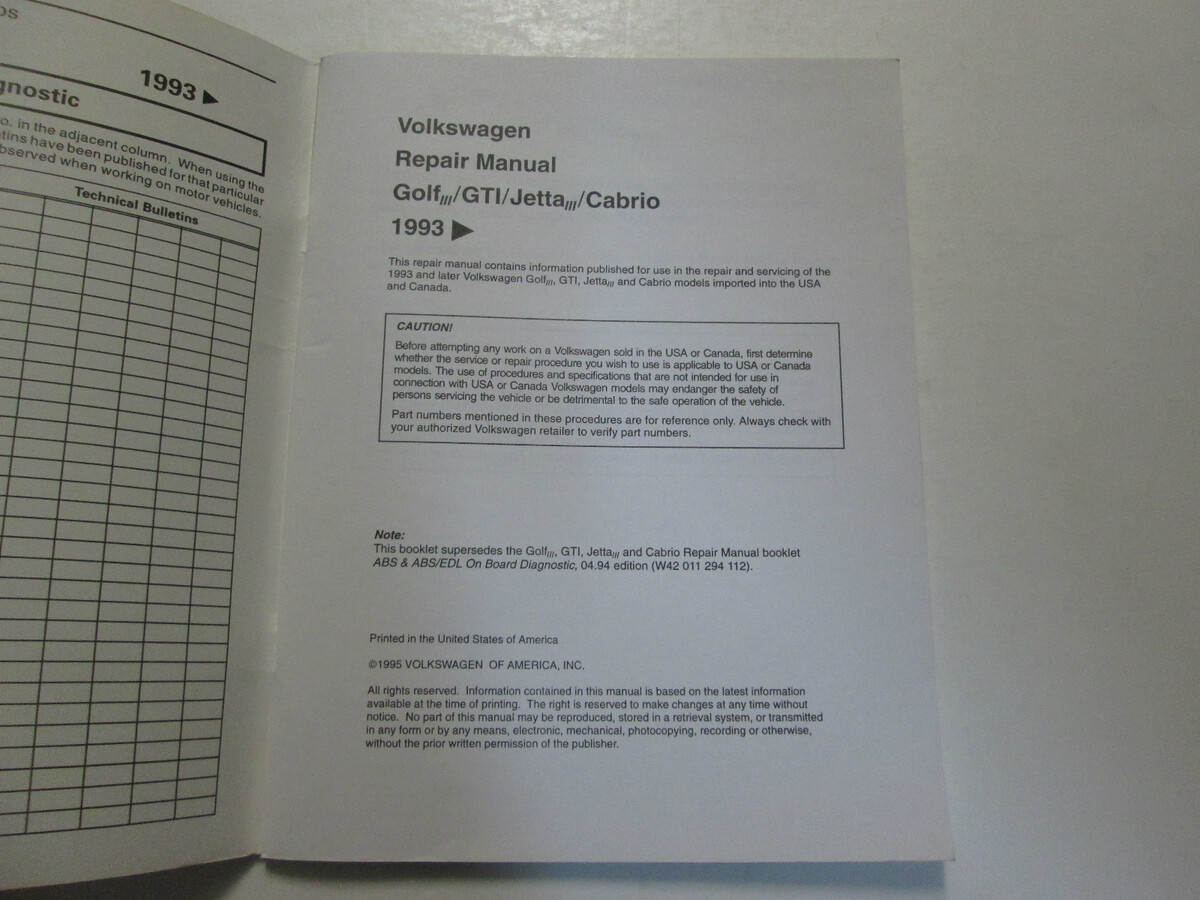 OS
1993 ▶
gnostic
o. in the adjacent column. When using the
tins have been published for that particular
bserved when working on motor vehicles.
Technical Bulletins
Volkswagen
Repair Manual
Golf///GTI/Jetta////Cabrio
1993 ▶
This repair manual contains information published for use in the repair and servicing of the
1993 and later Volkswagen Golf///, GTI, Jetta/// and Cabrio models imported into the USA
and Canada.
CAUTION!
Before attempting any work on a Volkswagen sold in the USA or Canada, first determine
whether the service or repair procedure you wish to use is applicable to USA or Canada
models. The use of procedures and specifications that are not intended for use in
connection with USA or Canada Volkswagen models may endanger the safety of
persons servicing the vehicle or be detrimental to the safe operation of the vehicle.
Part numbers mentioned in these procedures are for reference only. Always check with
your authorized Volkswagen retailer to verify part numbers.
Note:
This booklet supersedes the Golf///, GTI, Jetta/// and Cabrio Repair Manual booklet
ABS & ABS/EDL On Board Diagnostic, 04.94 edition (W42 011 294 112).
Printed in the United States of America
©1995 VOLKSWAGEN OF AMERICA, INC.
All rights reserved. Information contained in this manual is based on the latest information
available at the time of printing. The right is reserved to make changes at any time without
notice. No part of this manual may be reproduced, stored in a retrieval system, or transmitted
in any form or by any means, electronic, mechanical, photocopying, recording or otherwise,
without the prior written permission of the publisher.